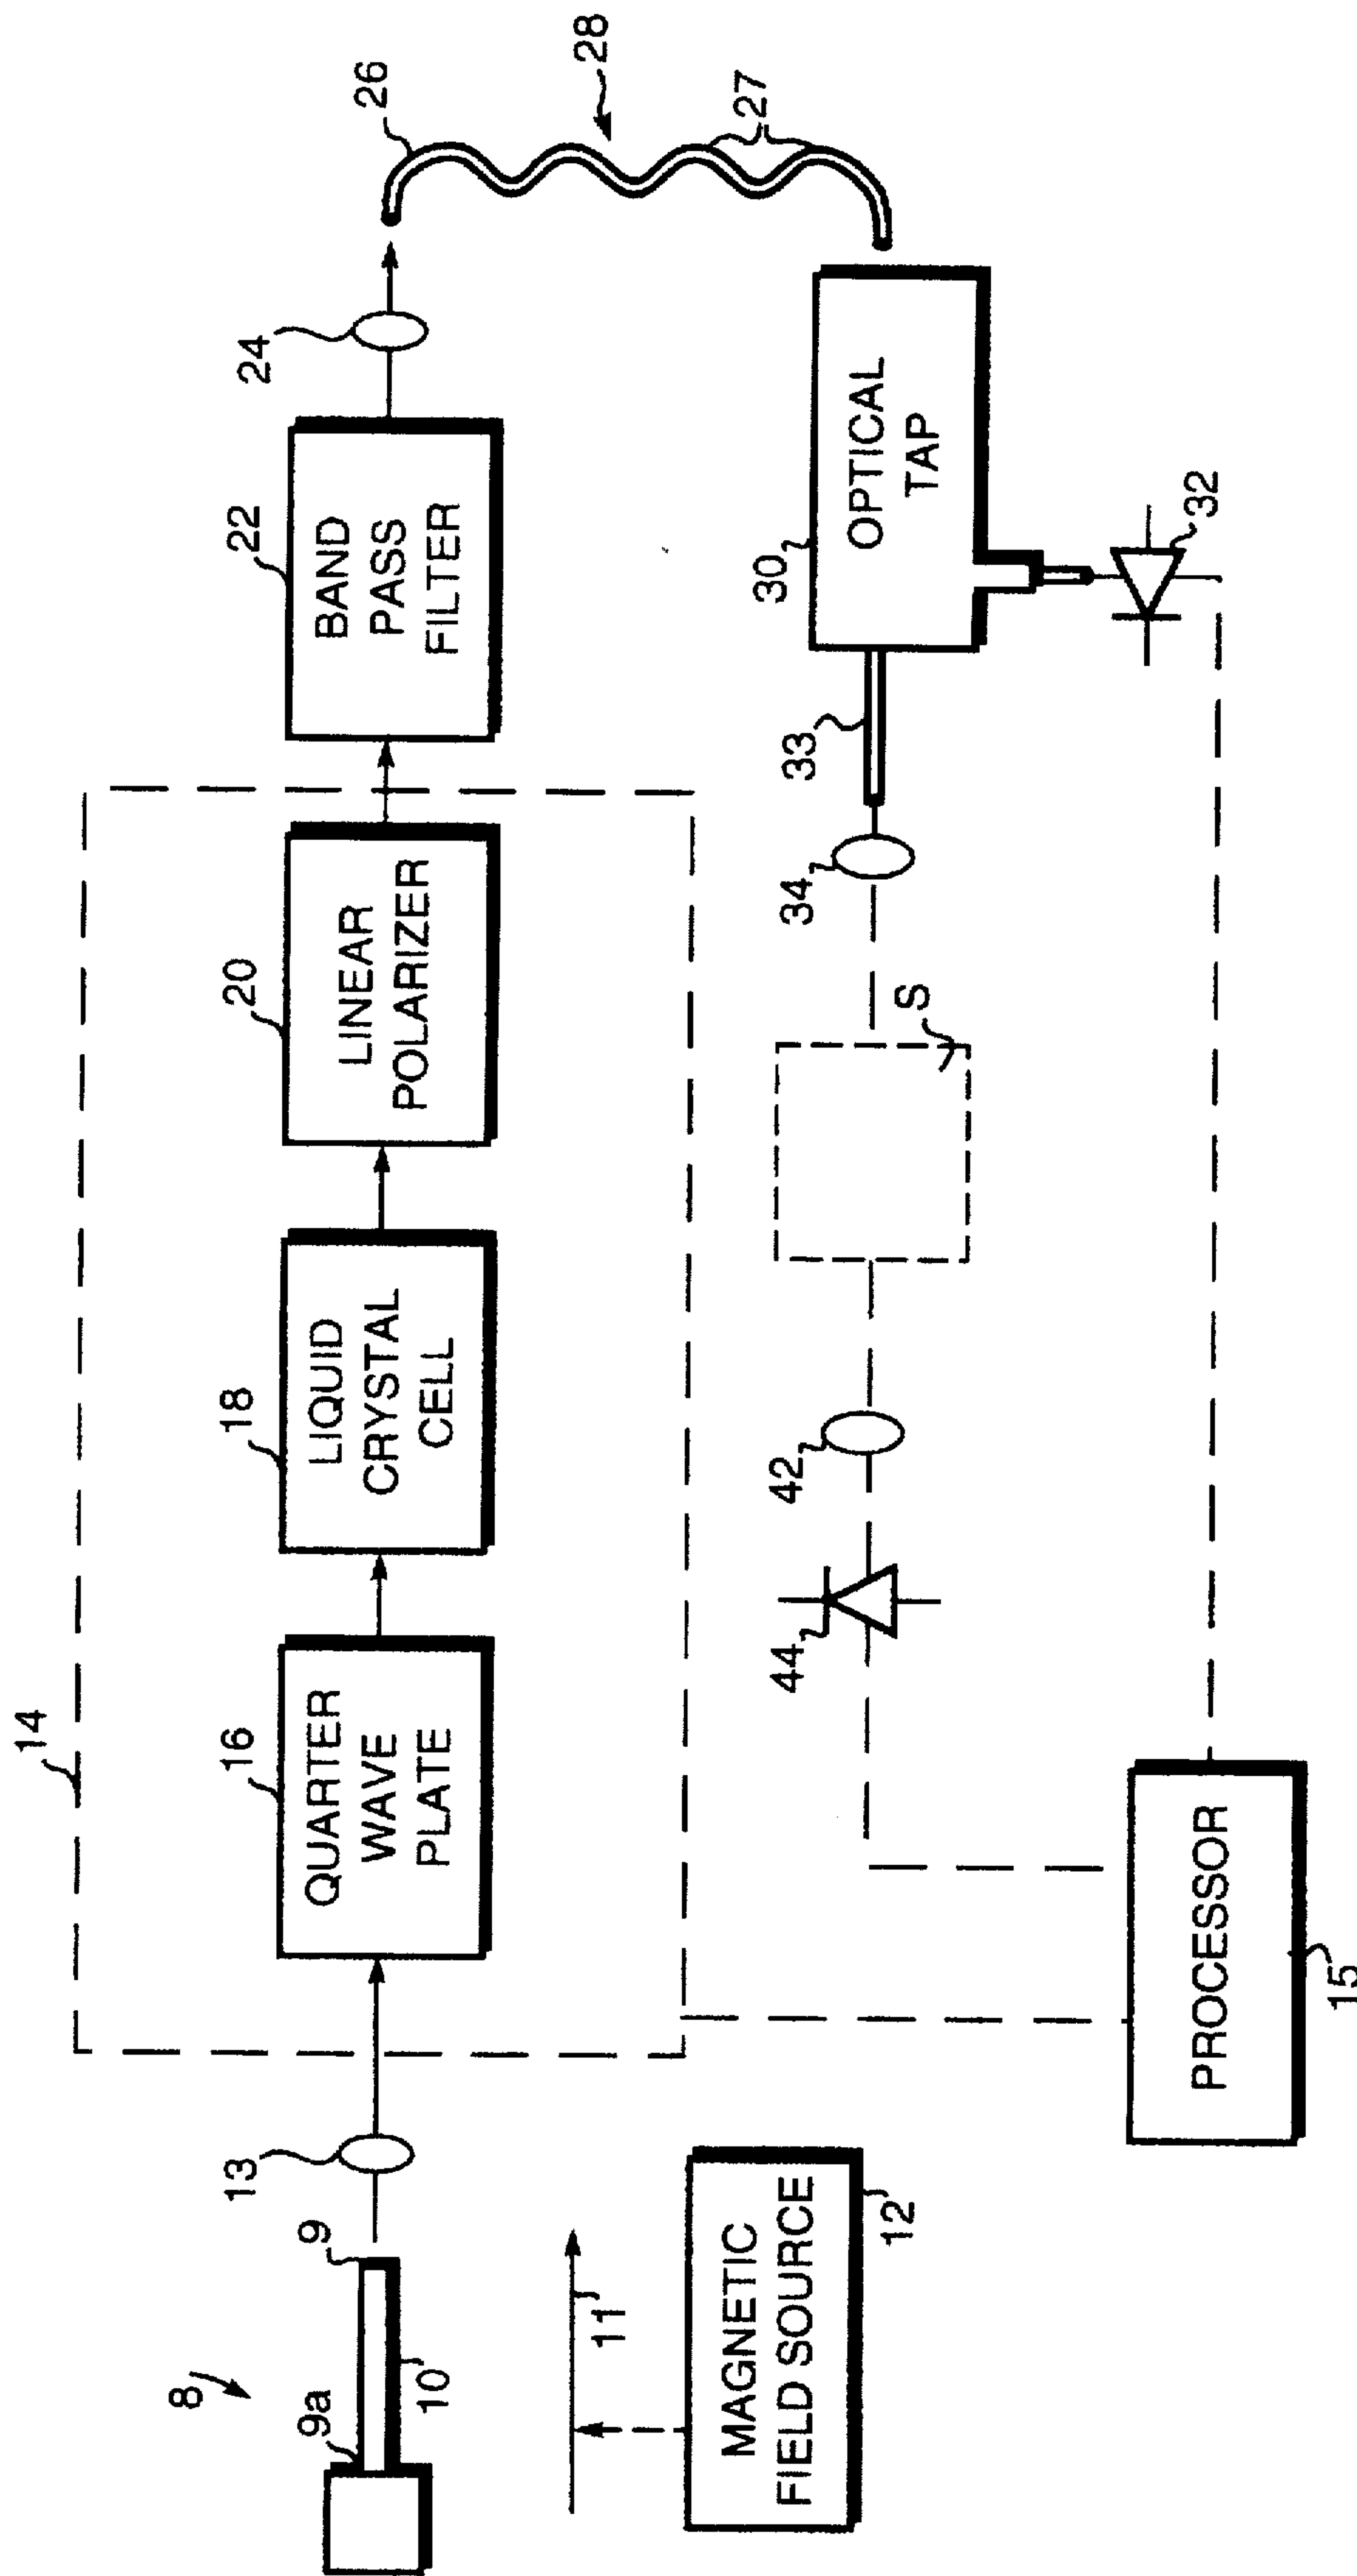 8
9a
9
10
11
MAGNETIC
FIELD SOURCE
12
13
14
16
QUARTER
WAVE
PLATE
18
LIQUID
CRYSTAL
CELL
20
LINEAR
POLARIZER
22
BAND
PASS
FILTER
24
26
28
27
30
OPTICAL
TAP
32
33
34
S
42
44
PROCESSOR
15